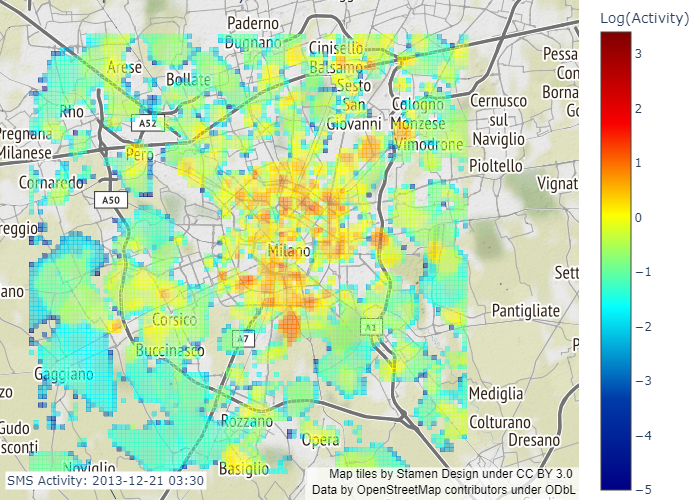 Log(Activity)
3
2
1
0
−1
−2
−3
−4
−5
Paderno
Dugnano
Cinisello
Balsamo
Arese
Bollate
Sesto
San
Giovanni
Cologno
Monzese
Vimodrone
Cernusco
sul
Naviglio
Pioltello
Pessa
Con
Borna
Go
Rho
A52
Pregnana
Milanese
Pero
Cornaredo
A50
Vignat
reggio
Milano
Sett
ano
Pantigliate
Corsico
A1
A7
Buccinasco
P
Gaggiano
zo
Mediglia
Rozzano
Colturano
Gudo
Opera
Dresano
sconti
Noviglio
Basiglio
SMS Activity: 2013-12-21 03:30
Map tiles by Stamen Design under CC BY 3.0
Data by OpenStreetMap contributors under ODbL